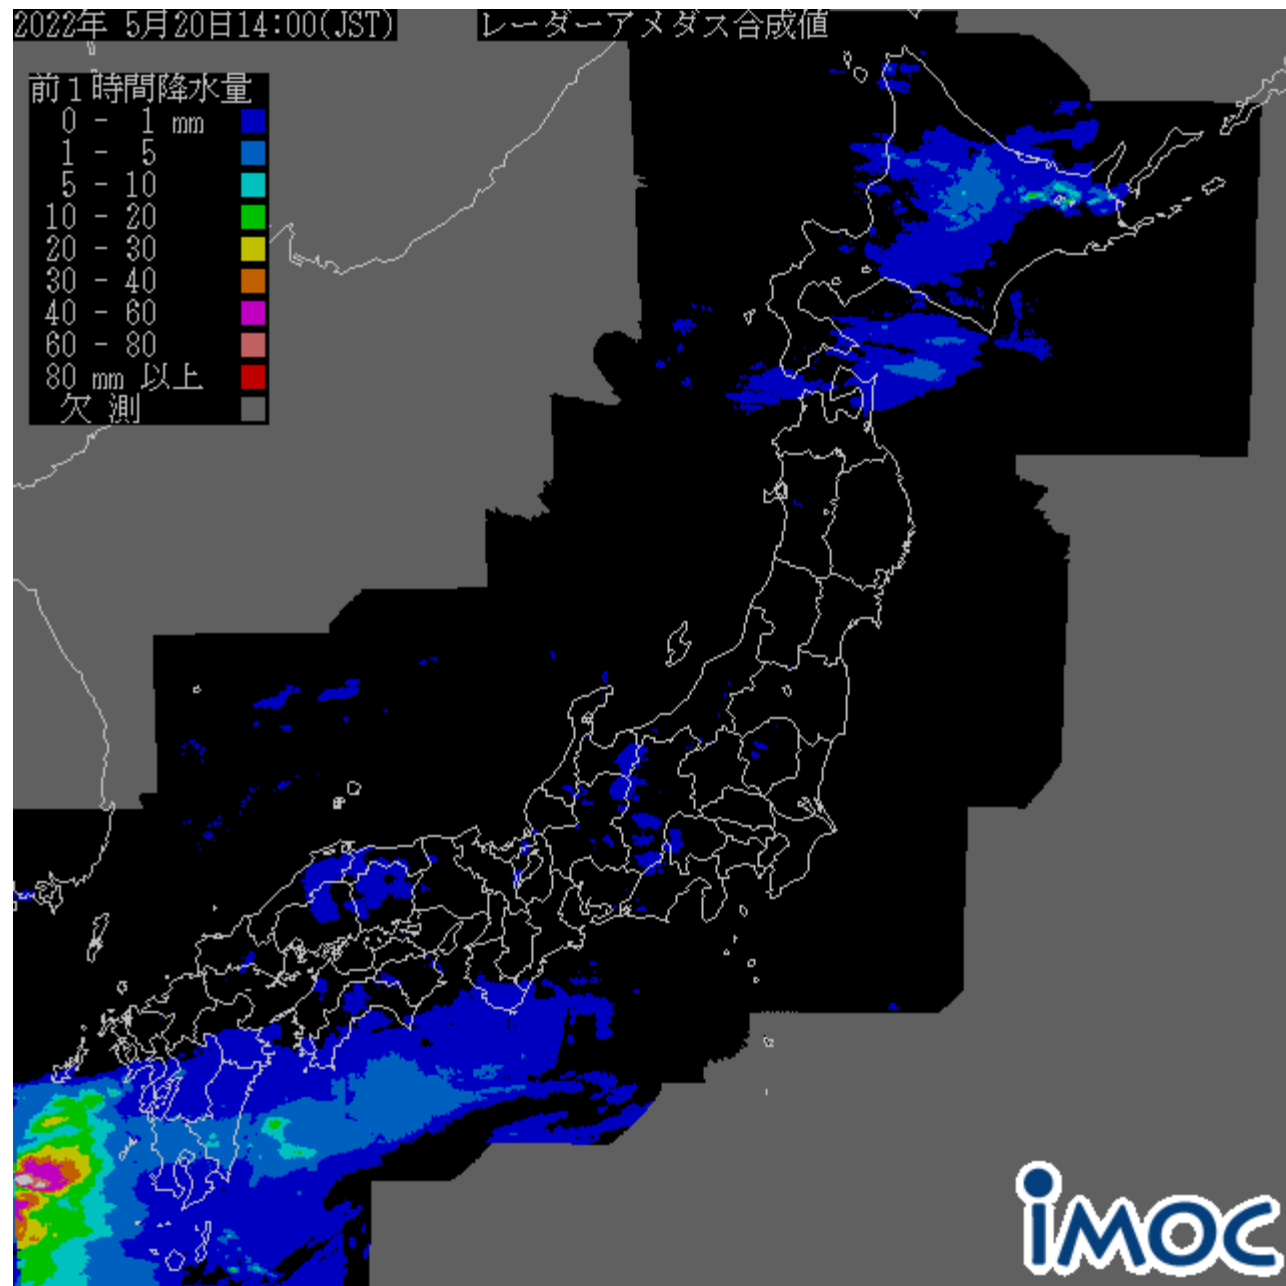 2022年 5月20日14:00(JST)
レーダーアメダス合成値
前１時間降水量
0 - 1 mm
1 - 5
5 - 10
10 - 20
20 - 30
30 - 40
40 - 60
60 - 80
80 mm 以上
欠 測
iMOC